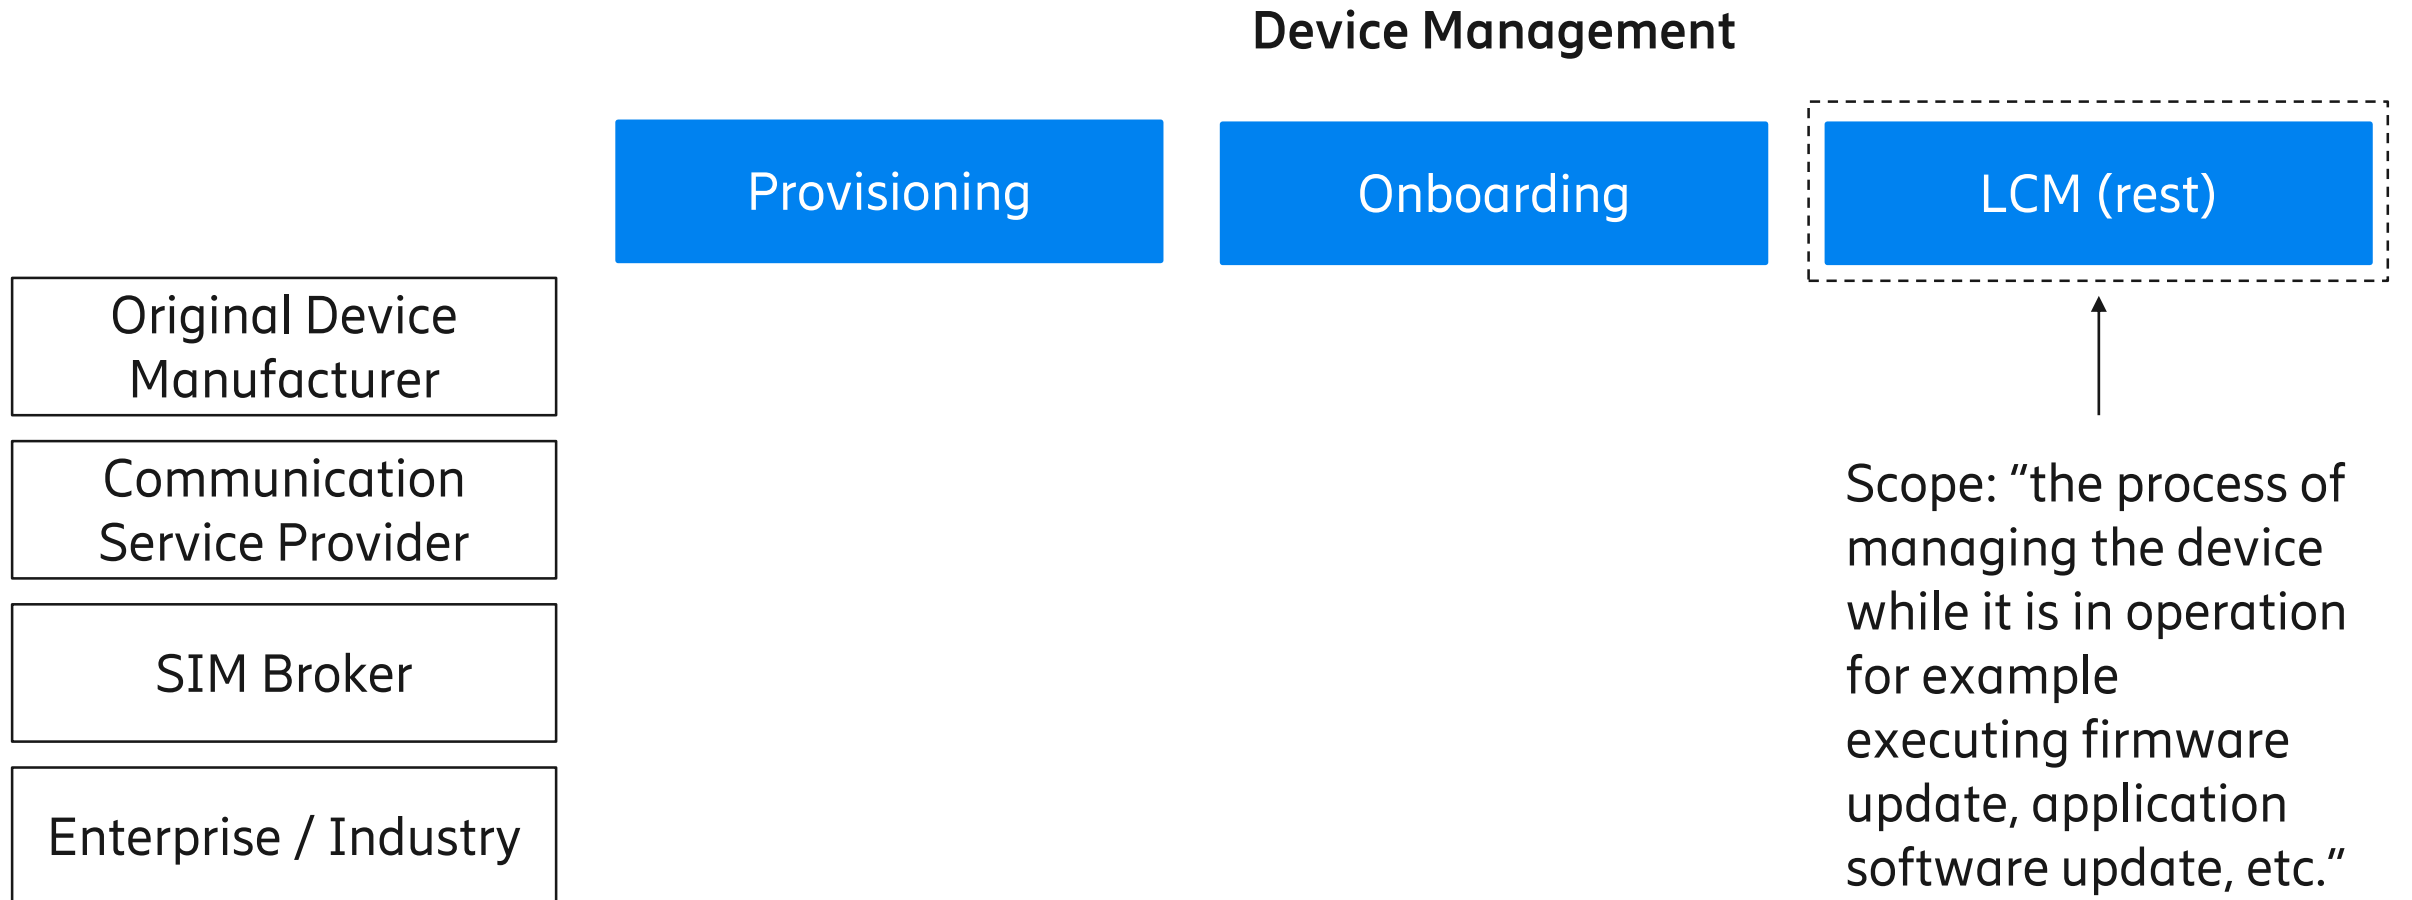 Device Management
Provisioning
Onboarding
LCM (rest)
Original Device
Manufacturer
Communication
Service Provider
SIM Broker
Enterprise / Industry
Scope: “the process of
managing the device
while it is in operation
for example
executing firmware
update, application
software update, etc.”